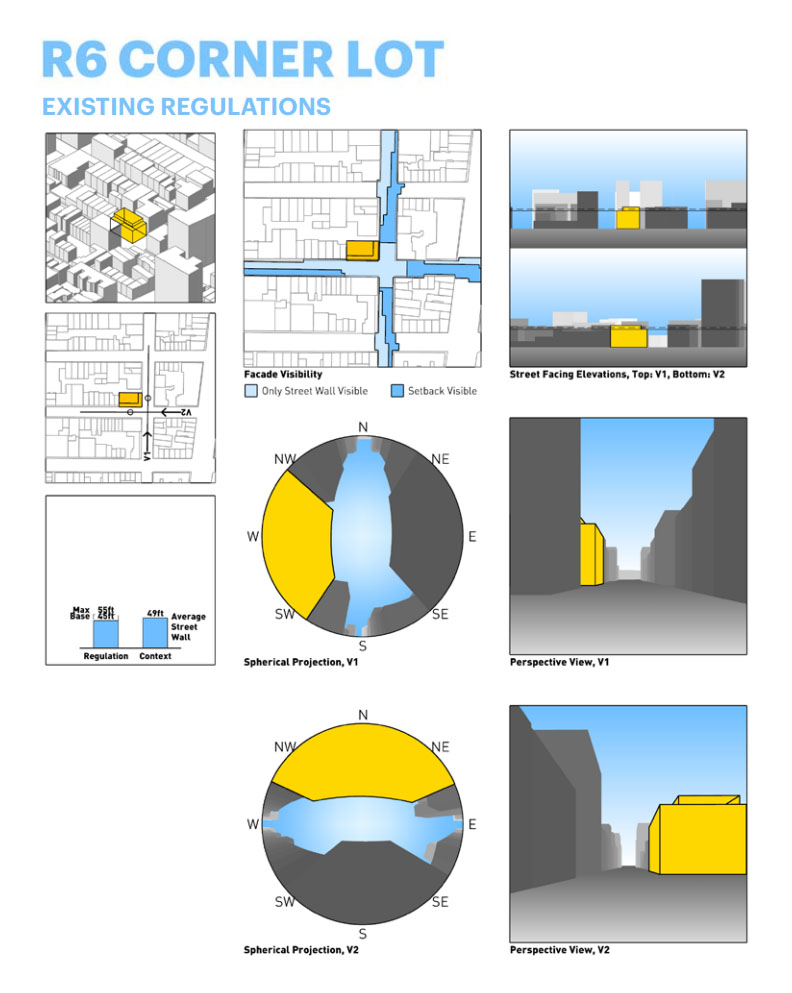 R6 CORNER LOT
EXISTING REGULATIONS
V2
V1
Max 55ft
Base 45ft
49ft
Average
Street
Wall
Regulation Context
Facade Visibility
Only Street Wall Visible Setback Visible
Street Facing Elevations, Top: V1, Bottom: V2
N
NW NE
W E
SW SE
S
Spherical Projection, V1
Perspective View, V1
N
NW NE
W E
SW SE
S
Spherical Projection, V2
Perspective View, V2